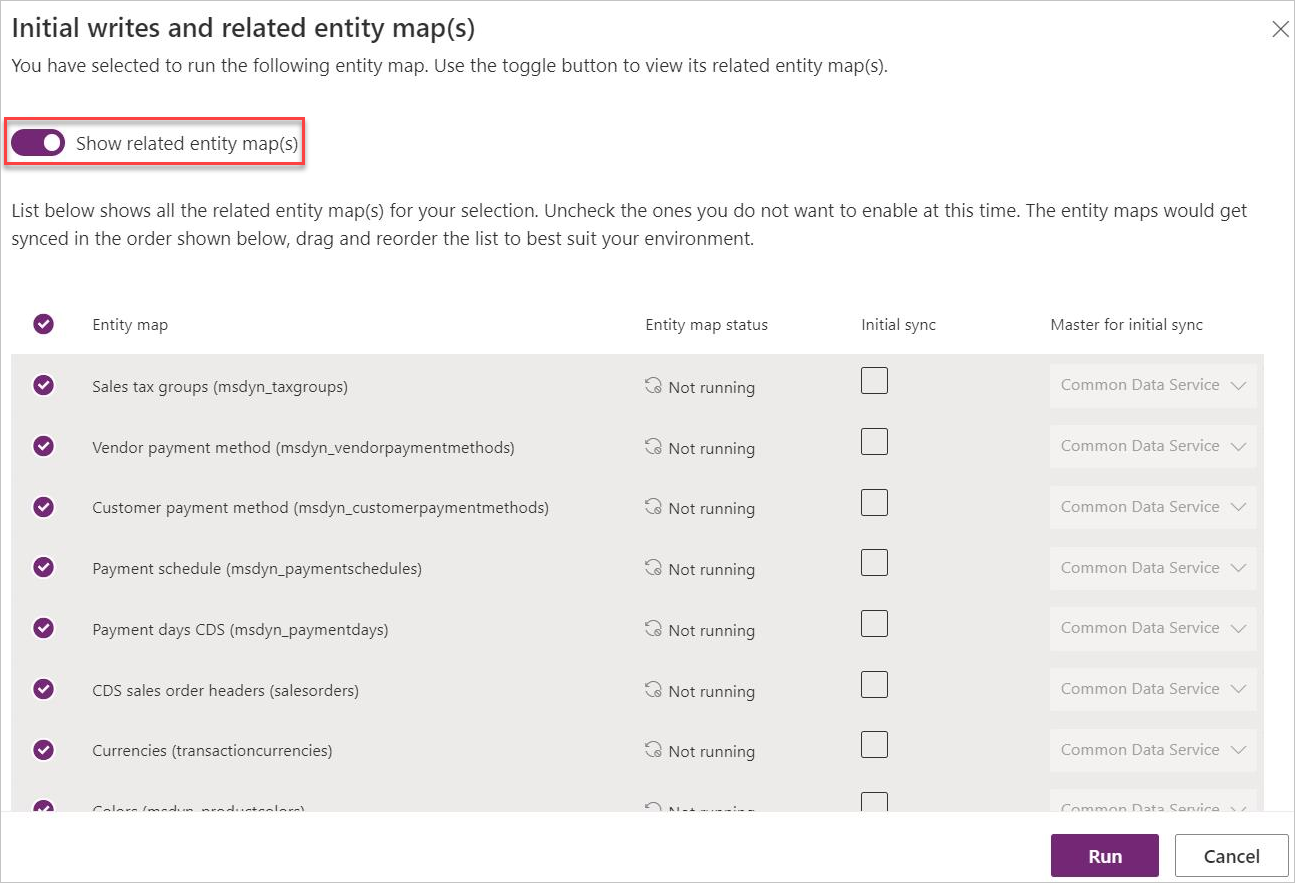 Initial writes and related entity map(s)
You have selected to run the following entity map. Use the toggle button to view its related entity map(s).
Show related entity map(s)
List below shows all the related entity map(s) for your selection. Uncheck the ones you do not want to enable at this time. The entity maps would get
synced in the order shown below, drag and reorder the list to best suit your environment.
Entity map Entity map status Initial sync Master for initial sync
Sales tax groups (msdyn_taxgroups) Not running Common Data Service
Vendor payment method (msdyn_vendorpaymentmethods) Not running Common Data Service
Customer payment method (msdyn_customerpaymentmethods) Not running Common Data Service
Payment schedule (msdyn_paymentschedules) Not running Common Data Service
Payment days CDS (msdyn_paymentdays) Not running Common Data Service
CDS sales order headers (salesorders) Not running Common Data Service
Currencies (transactioncurrencies) Not running Common Data Service
Colors (msdyn_productcolors) Not running Common Data Service
Run Cancel